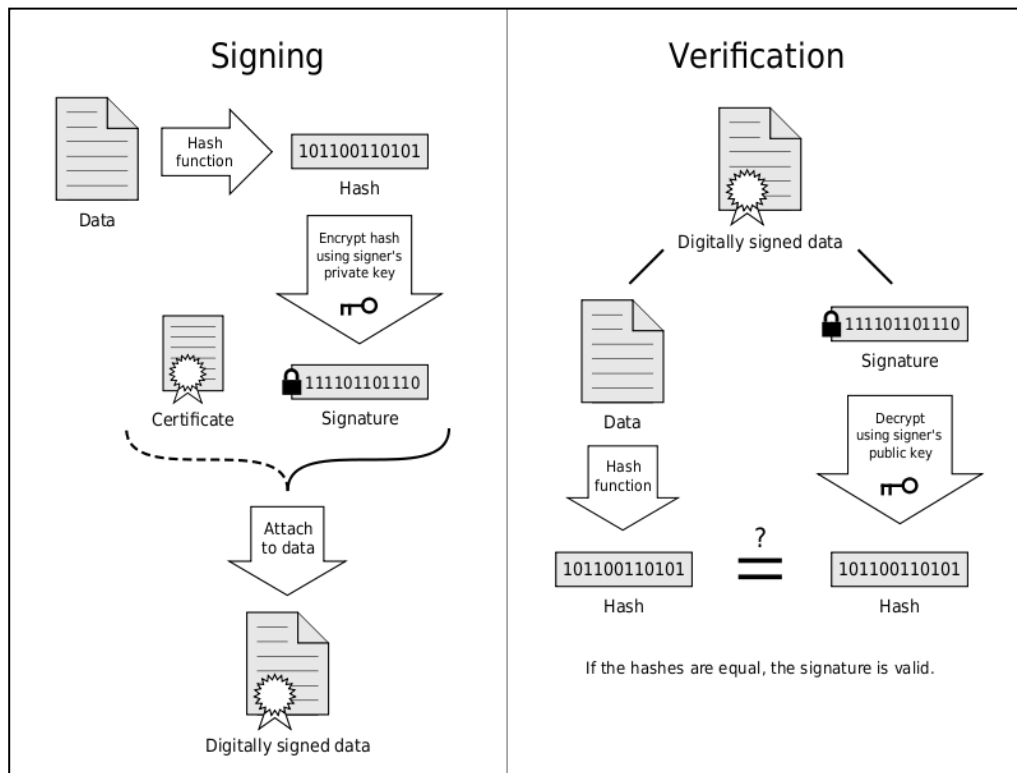 Signing
Hash
function
101100110101
Hash
Data
Encrypt hash
using signer's
private key
111101101110
Certificate
Signature
Attach
to data
Digitally signed data
Verification
Digitally signed data
111101101110
Signature
Data
Decrypt
using signer's
public key
Hash
function
?
101100110101
101100110101
Hash
Hash
If the hashes are equal, the signature is valid.